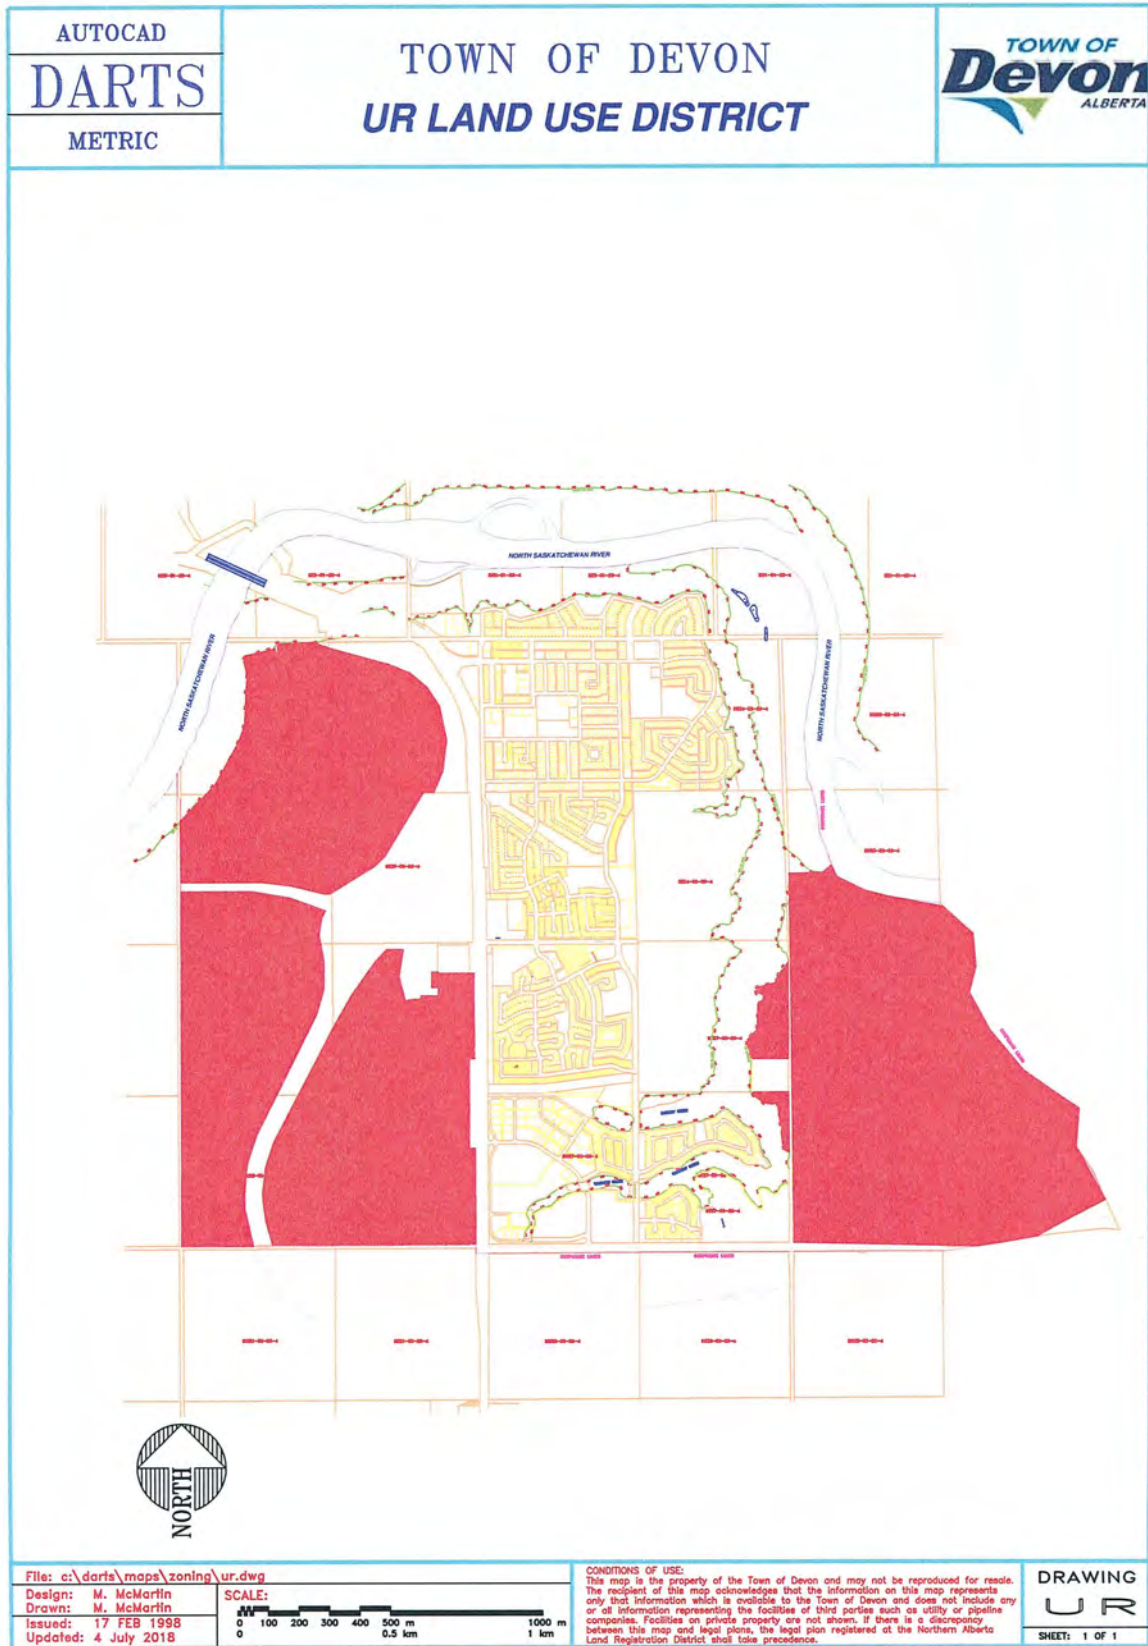 AUTOCAD
DARTS
METRIC
TOWN OF DEVON
UR LAND USE DISTRICT
TOWN OF
Devon
ALBERTA
NORTH SASKATCHEWAN RIVER
NORTH SASKATCHEWAN RIVER
NORTH SASKATCHEWAN RIVER
NORTH
File: c:\darts\maps\zoning\ur.dwg
Design: M. McMartin
Drawn: M. McMartin
Issued: 17 FEB 1998
Updated: 4 July 2018
SCALE:
0 100 200 300 400 500 m 1000 m
0 0.5 km 1 km
CONDITIONS OF USE:
This map is the property of the Town of Devon and may not be reproduced for resale.
The recipient of this map acknowledges that the information on this map represents
only that information which is available to the Town of Devon and does not include any
or all information representing the facilities of third parties such as utility or pipeline
companies. Facilities on private property are not shown. If there is a discrepancy
between this map and legal plans, the legal plan registered at the Northern Alberta
Land Registration District shall take precedence.
DRAWING
UR
SHEET: 1 OF 1